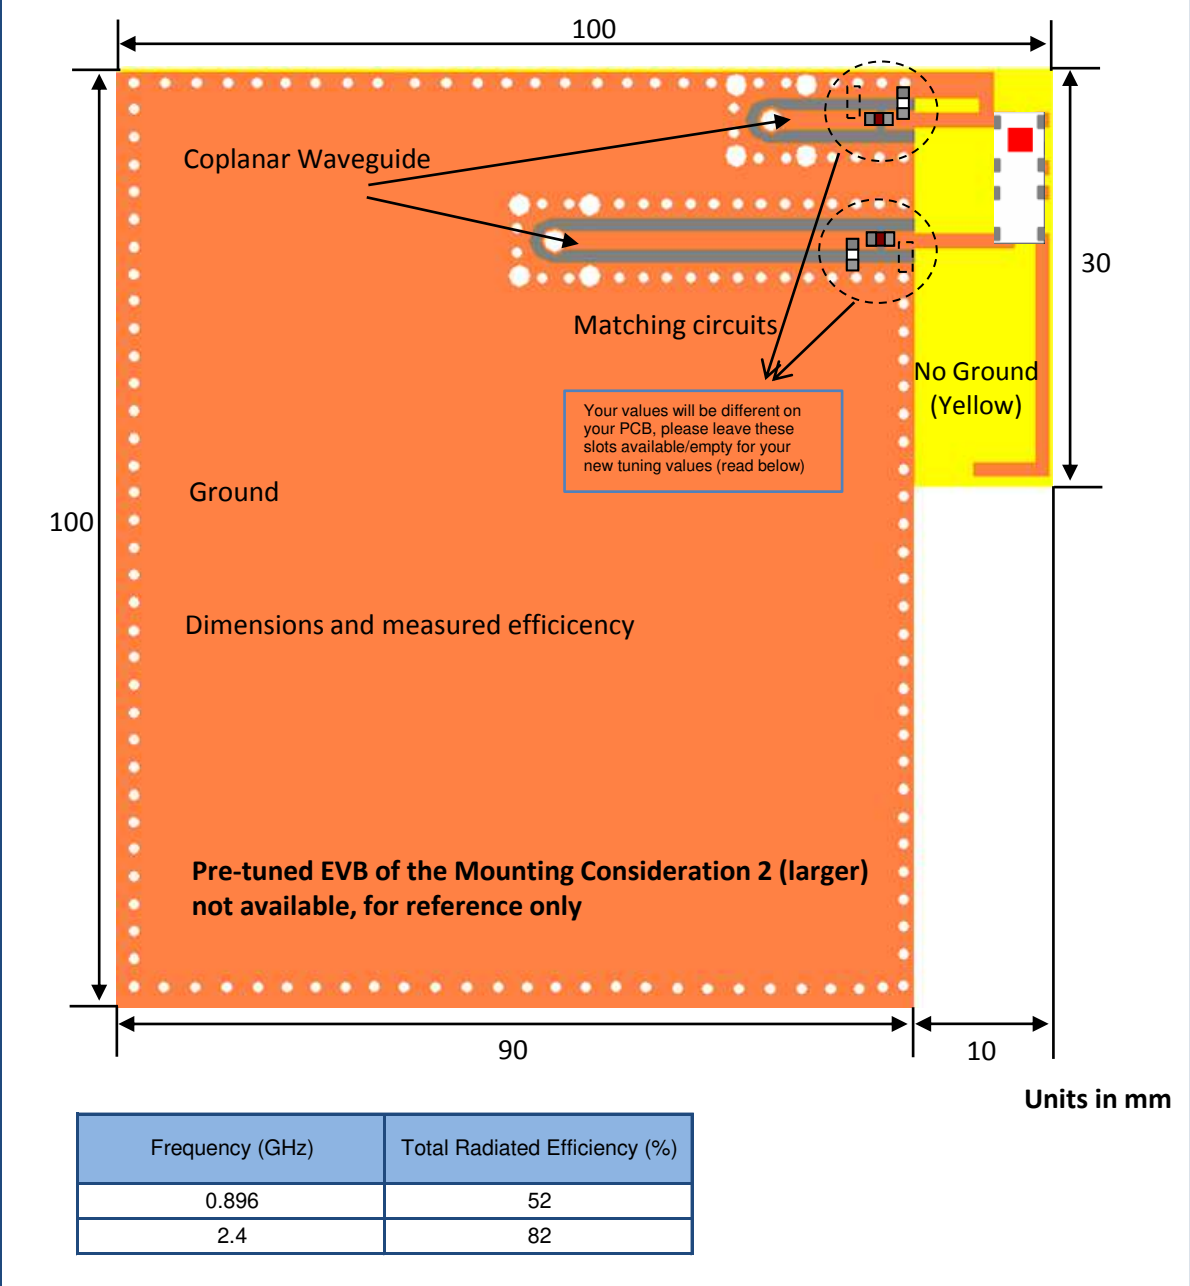 100
Coplanar Waveguide
30
Matching circuits
No Ground
(Yellow)
Your values will be different on
your PCB, please leave these
slots available/empty for your
new tuning values (read below)
Ground
100
Dimensions and measured efficicency
Pre-tuned EVB of the Mounting Consideration 2 (larger)
not available, for reference only
90
10
Units in mm
Frequency (GHz) Total Radiated Efficiency (%)
0.896 52
2.4 82